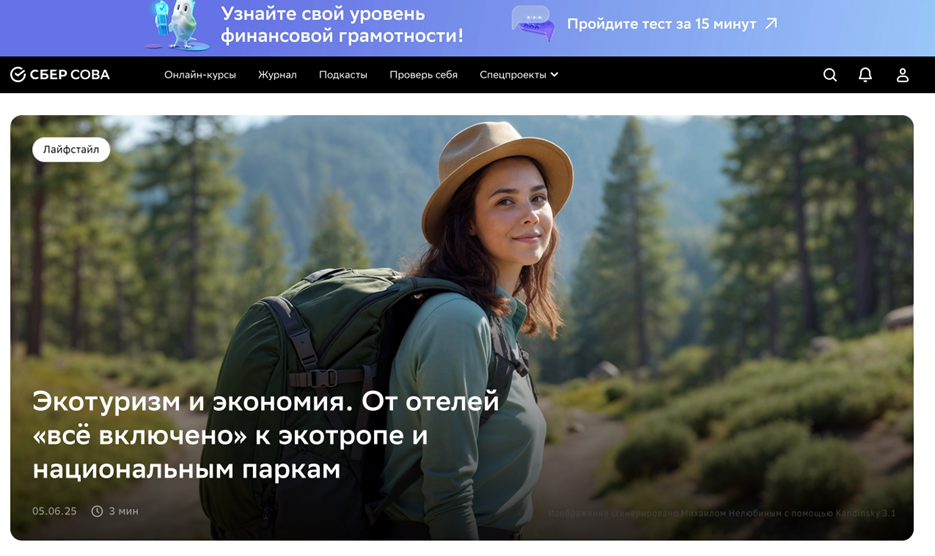 Узнайте свой уровень
финансовой грамотности!
Пройдите тест за 15 минут
СБЕР СОВА
Онлайн-курсы
Журнал
Подкасты
Проверь себя
Спецпроекты
Лайфстайл
Экотуризм и экономия. От отелей
«всё включено» к экотропе и
национальным паркам
05.06.25
3 мин
Изображение сгенерировано Михаилом Нелюбиным с помощью Kandinsky 3.1